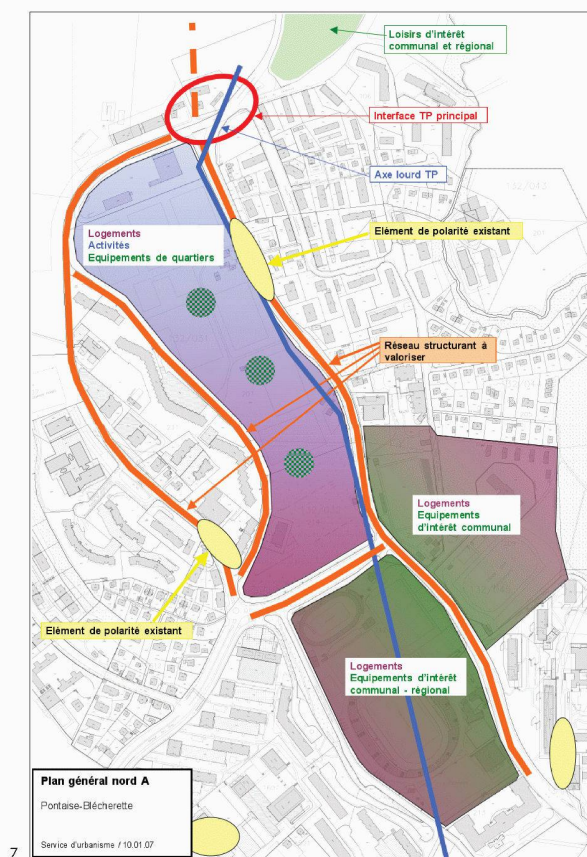 Loisirs d'intérêt
communal et régional
Interface TP principal
Axe lourd TP
Elément de polarité existant
Logements
Activités
Equipements de quartiers
Réseau structurant à
valoriser
Logements
Equipements
d'intérêt communal
Elément de polarité existant
Logements
Equipements d'intérêt
communal - régional
Plan général nord A
Pontaise-Blécherette
Service d'urbanisme / 10.01.07
7